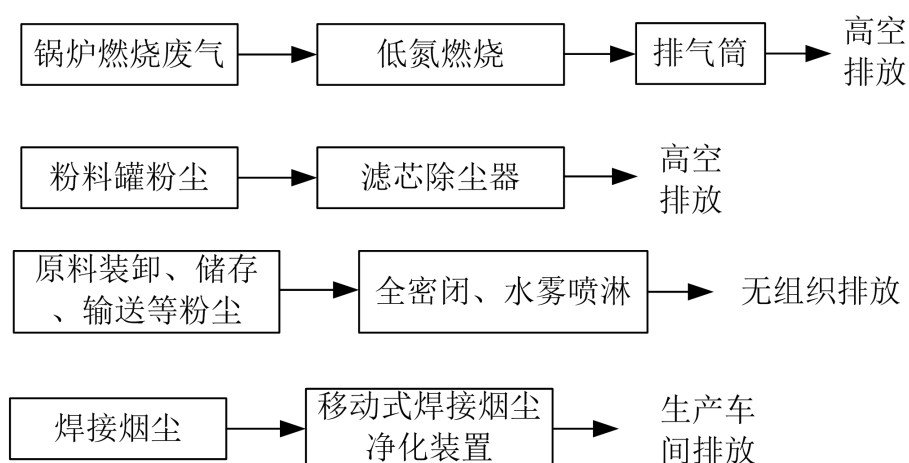 锅炉燃烧废气
低氮燃烧
排气筒
高空
排放
粉料罐粉尘
滤芯除尘器
高空
排放
原料装卸、储存
、输送等粉尘
全密闭、水雾喷淋
无组织排放
焊接烟尘
移动式焊接烟尘
净化装置
生产车
间排放